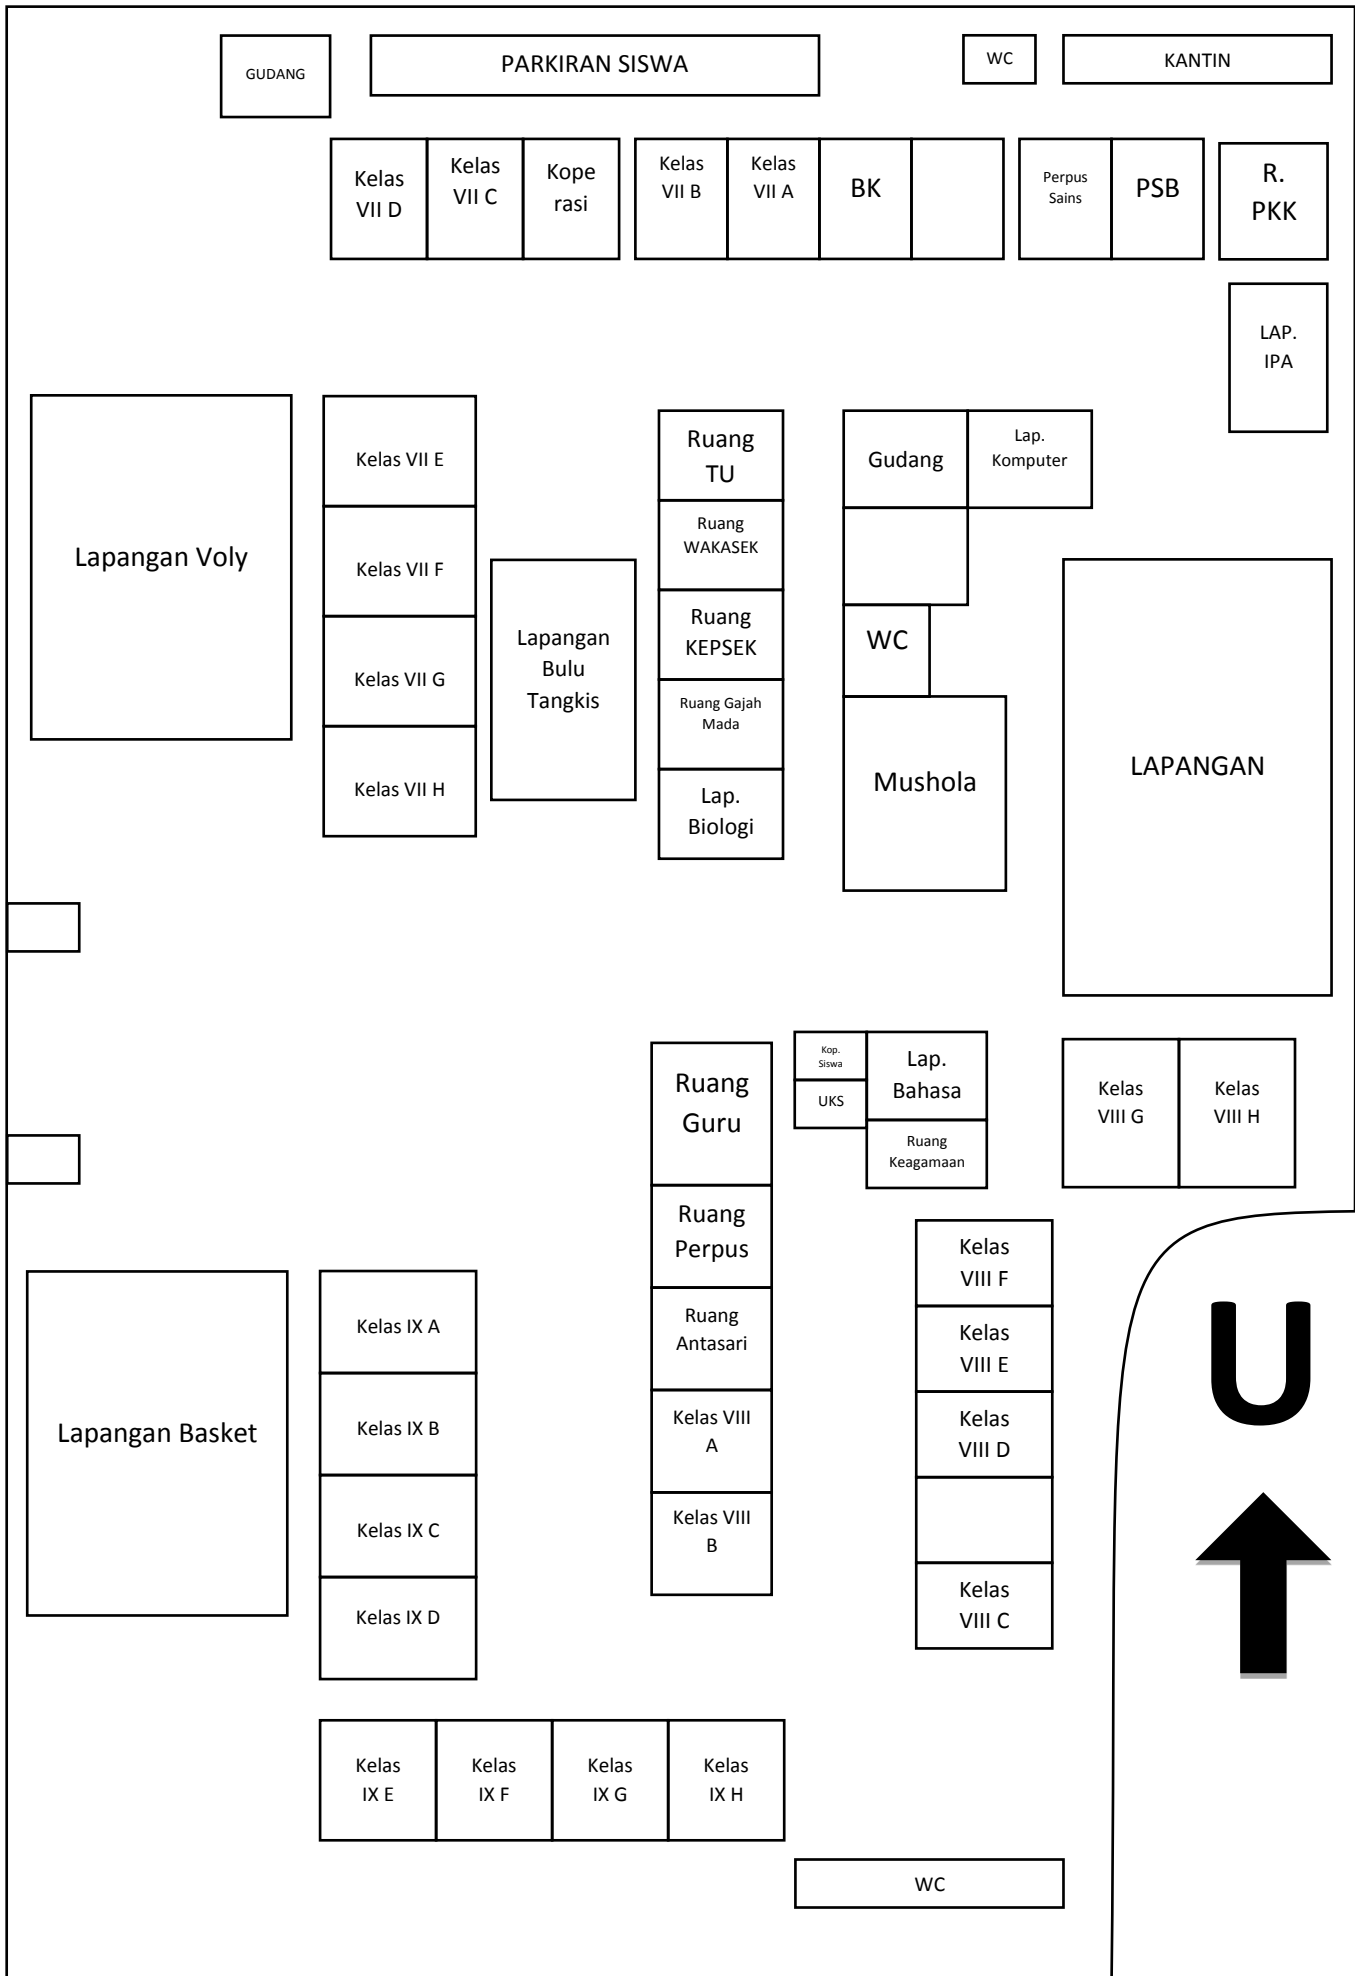 GUDANG
PARKIRAN SISWA
WC
KANTIN
Kelas
VII D
Kelas
VII C
Kope
rasi
Kelas
VII B
Kelas
VII A
BK
Perpus
Sains
PSB
R.
PKK
LAP.
IPA
Lapangan Voly
Kelas VII E
Kelas VII F
Kelas VII G
Kelas VII H
Lapangan
Bulu
Tangkis
Ruang
TU
Ruang
WAKASEK
Ruang
KEPSEK
Ruang Gajah
Mada
Lap.
Biologi
Gudang
Lap.
Komputer
WC
Mushola
LAPANGAN
Ruang
Guru
Ruang
Perpus
Ruang
Antasari
Kelas VIII
A
Kelas VIII
B
Kop.
Siswa
UKS
Lap.
Bahasa
Ruang
Keagamaan
Kelas
VIII G
Kelas
VIII H
Kelas
VIII F
Kelas
VIII E
Kelas
VIII D
Kelas
VIII C
U
Lapangan Basket
Kelas IX A
Kelas IX B
Kelas IX C
Kelas IX D
Kelas
IX E
Kelas
IX F
Kelas
IX G
Kelas
IX H
WC